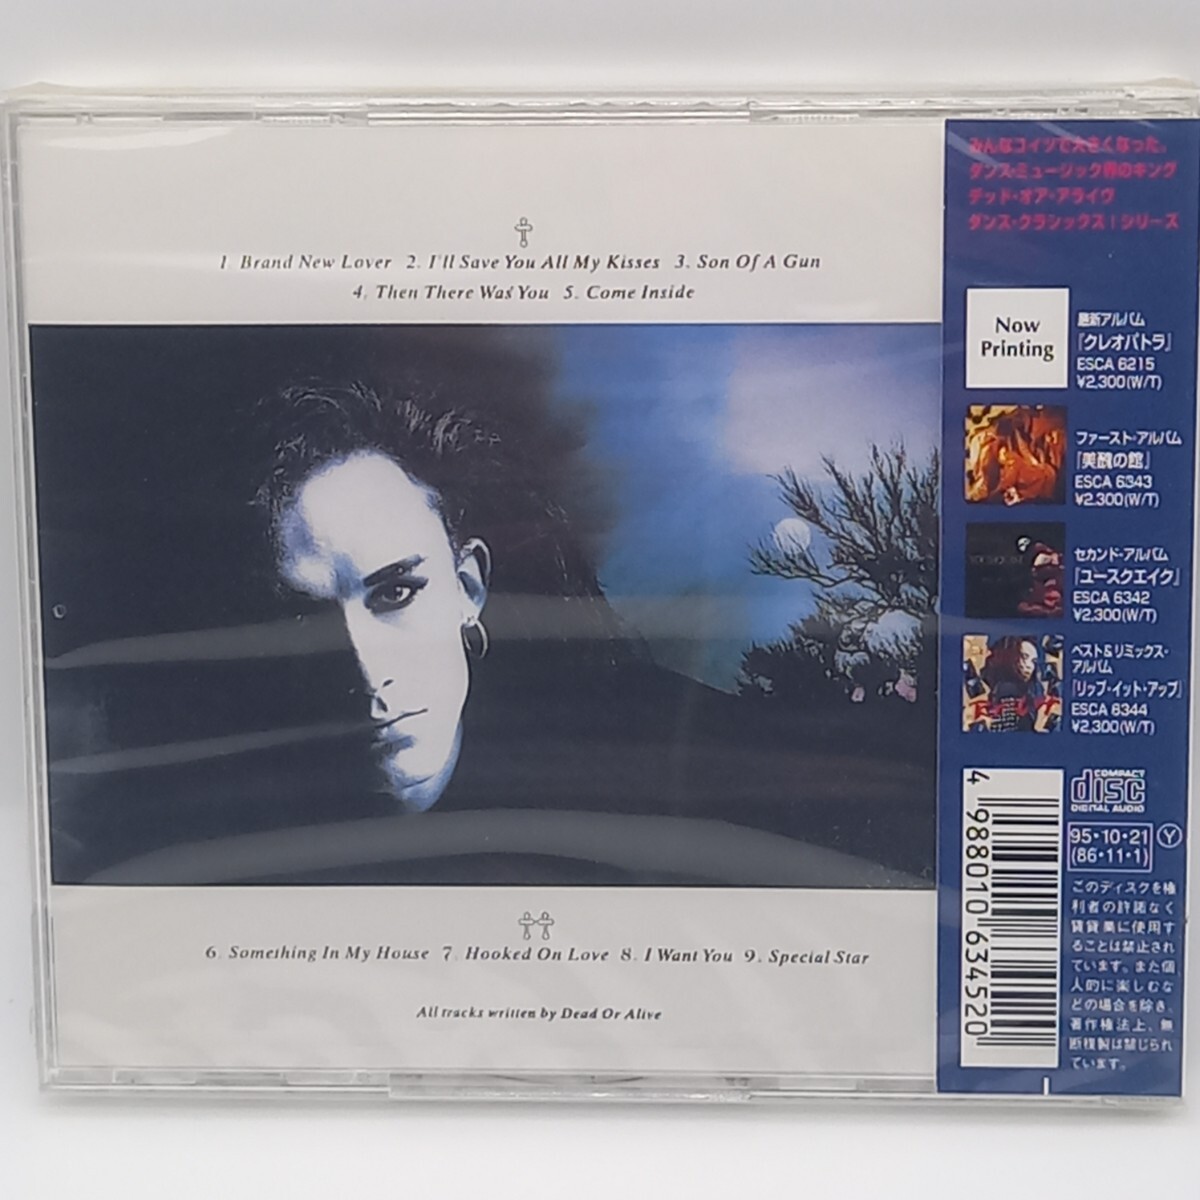 1. Brand New Lover 2. I'll Save You All My Kisses 3. Son Of A Gun
4. Then There Was You 5. Come Inside
6. Something In My House 7. Hooked On Love 8. I Want You 9. Special Star
All tracks written by Dead Or Alive
みんなコイツで大きくなった。
ダンス・ミュージック界のキング
デッド・オア・アライヴ
ダンス・クラシックス!シリーズ
Now
Printing
最新アルバム
『クレオパトラ』
ESCA 6215
¥2,300(W/T)
ファースト・アルバム
『美醜の館』
ESCA 6343
¥2,300(W/T)
セカンド・アルバム
『ユースクエイク』
ESCA 6342
¥2,300(W/T)
ベスト&リミックス・
アルバム
『リップ・イット・アップ』
ESCA 6344
¥2,300(W/T)
4 988010 634520
COMPACT
disc
DIGITAL AUDIO
95・10・21 Y
(86・11・1)
このディスクを権
利者の許諾なく
賃貸業に使用す
ることは禁止され
ています。また個
人的に楽しむな
どの場合を除き、
著作権法上、無
断複製は禁じられ
ています。